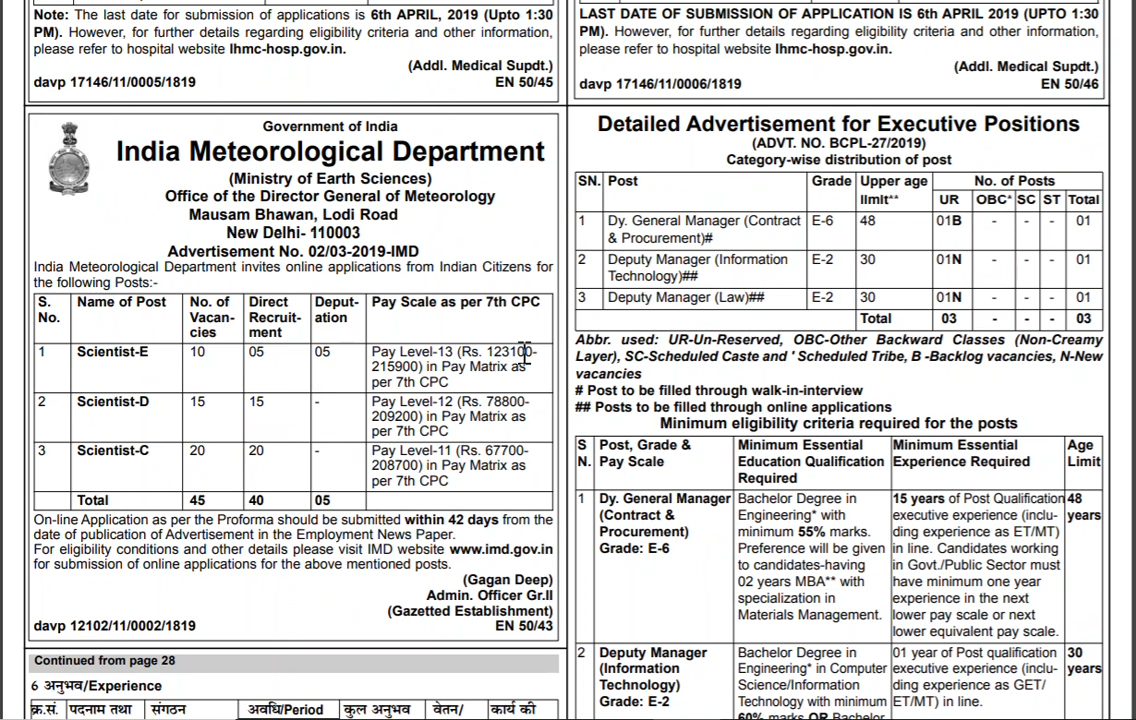 Note: The last date for submission of applications is 6th APRIL, 2019 (Upto 1:30
PM). However, for further details regarding eligibility criteria and other information,
please refer to hospital website lhmc-hosp.gov.in.
(Addl. Medical Supdt.)
davp 17146/11/0005/1819 EN 50/45
Government of India
India Meteorological Department
(Ministry of Earth Sciences)
Office of the Director General of Meteorology
Mausam Bhawan, Lodi Road
New Delhi- 110003
Advertisement No. 02/03-2019-IMD
India Meteorological Department invites online applications from Indian Citizens for
the following Posts:-
S. No. Name of Post No. of Vacan-cies Direct Recruit-ment Deput-ation Pay Scale as per 7th CPC
1 Scientist-E 10 05 05 Pay Level-13 (Rs. 123100-
215900) in Pay Matrix as
per 7th CPC
2 Scientist-D 15 15 - Pay Level-12 (Rs. 78800-
209200) in Pay Matrix as
per 7th CPC
3 Scientist-C 20 20 - Pay Level-11 (Rs. 67700-
208700) in Pay Matrix as
per 7th CPC
Total 45 40 05
On-line Application as per the Proforma should be submitted within 42 days from the
date of publication of Advertisement in the Employment News Paper.
For eligibility conditions and other details please visit IMD website www.imd.gov.in
for submission of online applications for the above mentioned posts.
(Gagan Deep)
Admin. Officer Gr.II
(Gazetted Establishment)
davp 12102/11/0002/1819 EN 50/43
Continued from page 28
6 अनुभव/Experience
क्र.सं. पदनाम तथा संगठन अवधि/Period कुल अनुभव वेतन/ कार्य की
LAST DATE OF SUBMISSION OF APPLICATION IS 6th APRIL 2019 (UPTO 1:30
PM). However, for further details regarding eligibility criteria and other information,
please refer to hospital website lhmc-hosp.gov.in.
(Addl. Medical Supdt.)
davp 17146/11/0006/1819 EN 50/46
Detailed Advertisement for Executive Positions
(ADVT. NO. BCPL-27/2019)
Category-wise distribution of post
SN. Post Grade Upper age limit** No. of Posts
UR OBC* SC ST Total
1 Dy. General Manager (Contract E-6 48 01B - - - 01
& Procurement)#
2 Deputy Manager (Information E-2 30 01N - - - 01
Technology)##
3 Deputy Manager (Law)## E-2 30 01N - - - 01
Total 03 - - - 03
Abbr. used: UR-Un-Reserved, OBC-Other Backward Classes (Non-Creamy
Layer), SC-Scheduled Caste and ' Scheduled Tribe, B -Backlog vacancies, N-New
vacancies
# Post to be filled through walk-in-interview
## Posts to be filled through online applications
Minimum eligibility criteria required for the posts
S Post, Grade & Minimum Essential Minimum Essential Age
N. Pay Scale Education Qualification Experience Required Limit
Required
1 Dy. General Manager Bachelor Degree in 15 years of Post Qualification 48
(Contract & Engineering* with executive experience (inclu- years
Procurement) minimum 55% marks. ding experience as ET/MT)
Grade: E-6 Preference will be given in line. Candidates working
to candidates-having in Govt./Public Sector must
02 years MBA** with have minimum one year
specialization in experience in the next
Materials Management. lower pay scale or next
lower equivalent pay scale.
2 Deputy Manager Bachelor Degree in 01 year of Post qualification 30
(Information Engineering* in Computer executive experience (inclu- years
Technology) Science/Information ding experience as GET/
Grade: E-2 Technology with minimum ET/MT) in line.
60% marks OR Bachelor